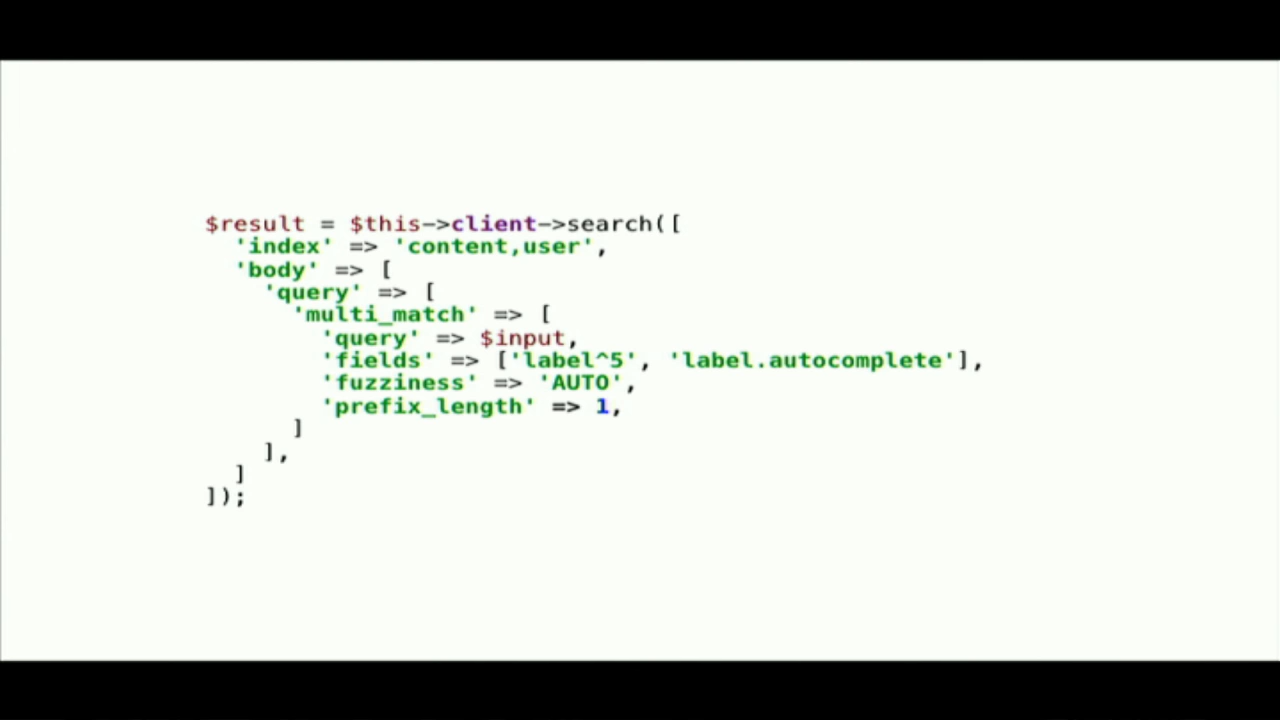 $result = $this->client->search([
  'index' => 'content,user',
  'body' => [
    'query' => [
      'multi_match' => [
        'query' => $input,
        'fields' => ['label^5', 'label.autocomplete'],
        'fuzziness' => 'AUTO',
        'prefix_length' => 1,
      ]
    ],
  ]
]);